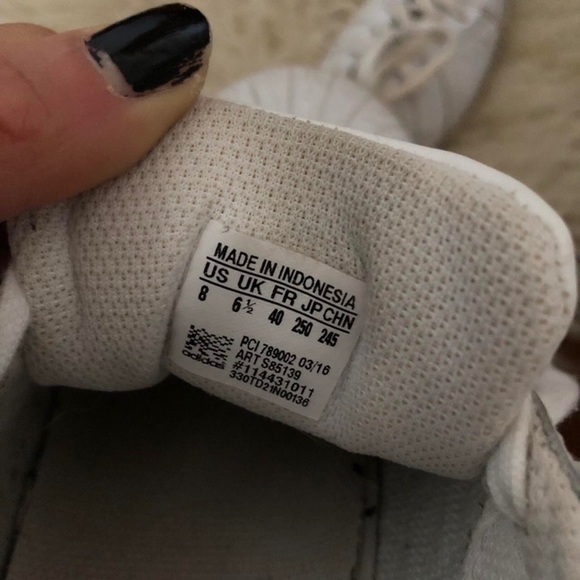 MADE IN INDONESIA
US UK FR JP CHN
8 6½ 40 250 245
PCI 789002 03/16
ART S85139
#114431011
330TD21N00136
adidas